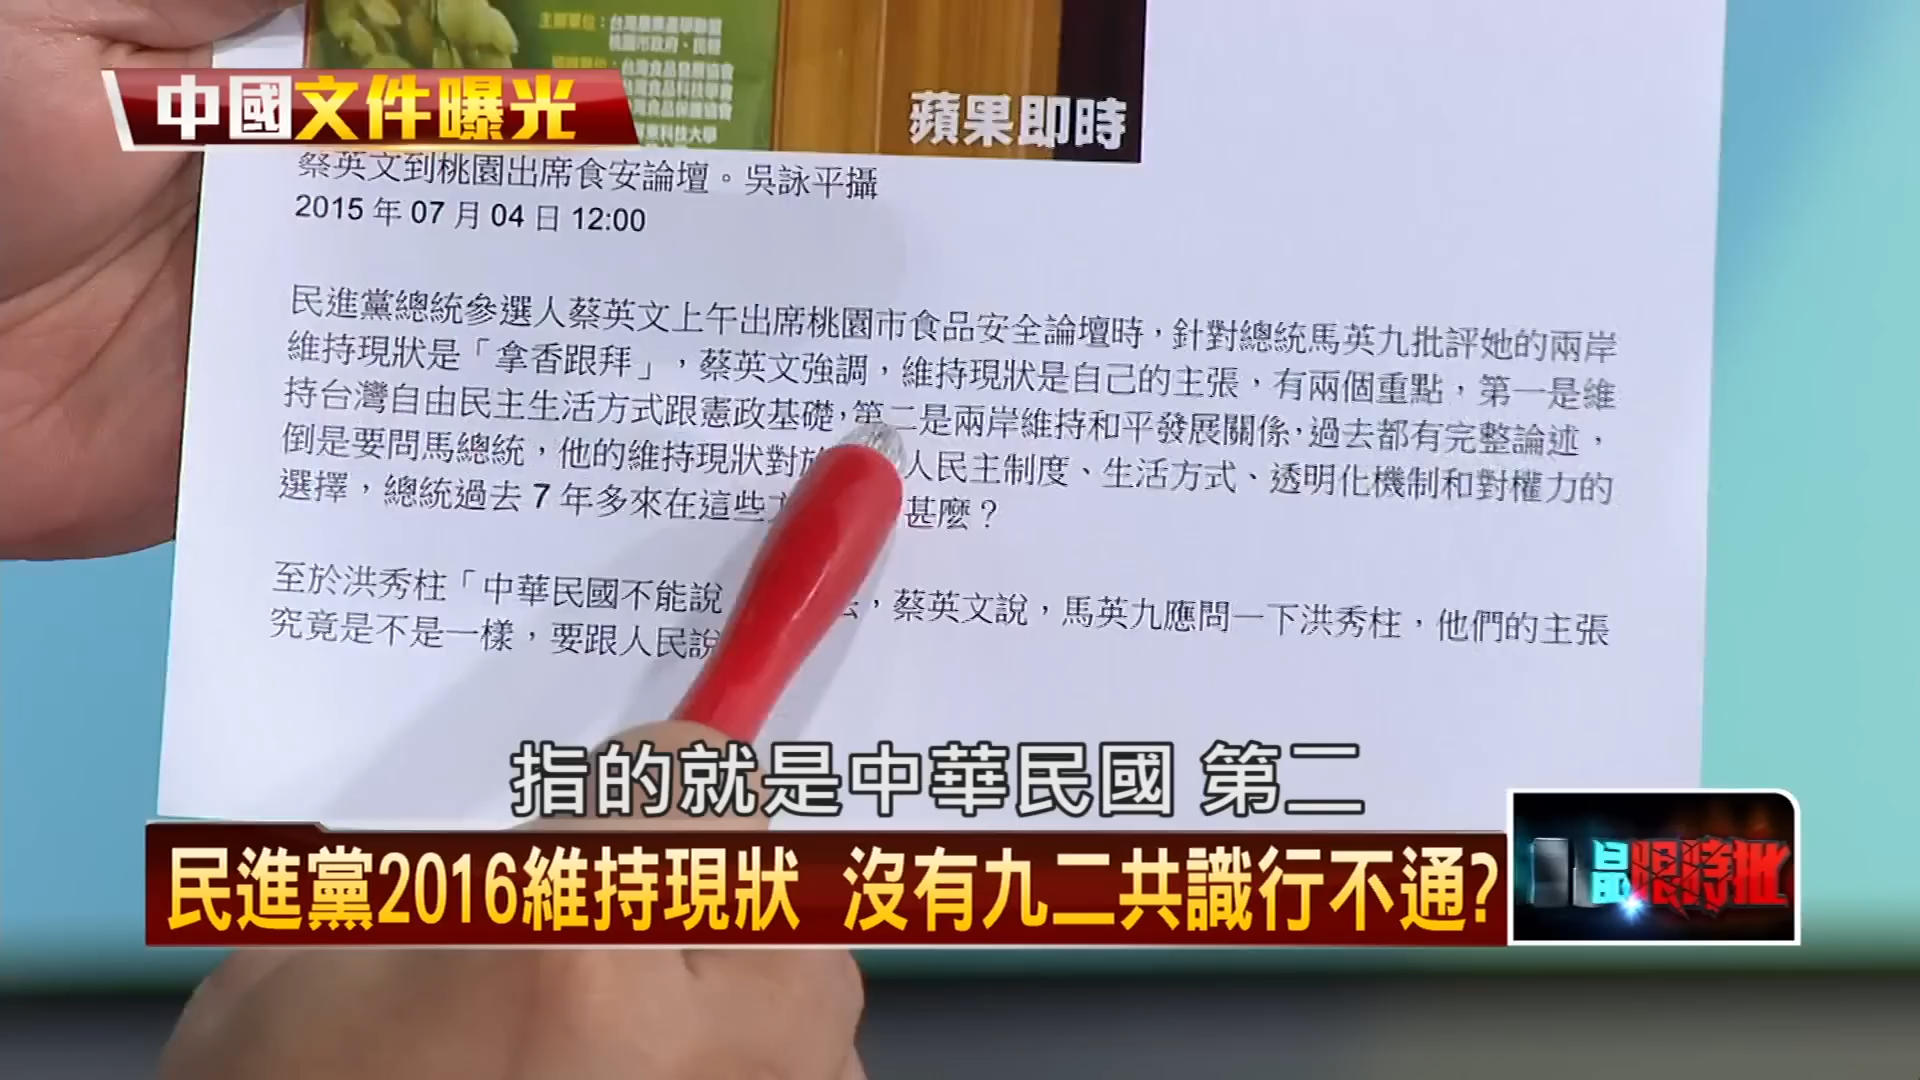 蘋果即時
中國文件曝光
蔡英文到桃園出席食安論壇。吳詠平攝
2015 年 07 月 04 日 12:00
民進黨總統參選人蔡英文上午出席桃園市食品安全論壇時，針對總統馬英九批評她的兩岸
維持現狀是「拿香跟拜」，蔡英文強調，維持現狀是自己的主張，有兩個重點，第一是維
持台灣自由民主生活方式跟憲政基礎，第二是兩岸維持和平發展關係，過去都有完整論述，
倒是要問馬總統，他的維持現狀對於 人民主制度、生活方式、透明化機制和對權力的
選擇，總統過去 7 年多來在這些 甚麼？
至於洪秀柱「中華民國不能說 ，蔡英文說，馬英九應問一下洪秀柱，他們的主張
究竟是不是一樣，要跟人民說
指的就是中華民國 第二
民進黨2016維持現狀 沒有九二共識行不通?